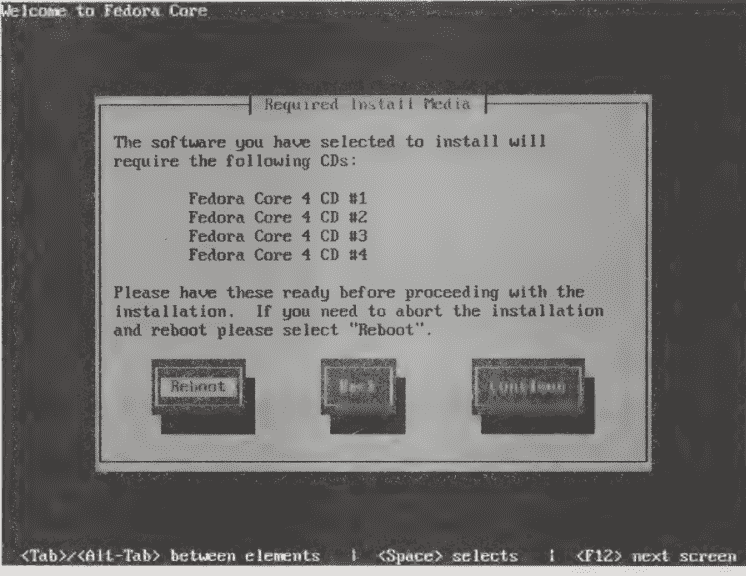 Welcome to Fedora Core
Required Install Media
The software you have selected to install will
require the following CDs:
Fedora Core 4 CD #1
Fedora Core 4 CD #2
Fedora Core 4 CD #3
Fedora Core 4 CD #4
Please have these ready before proceeding with the
installation.  If you need to abort the installation
and reboot please select "Reboot".
Reboot Back Continue
<Tab>/<Alt-Tab> between elements | <Space> selects | <F12> next screen